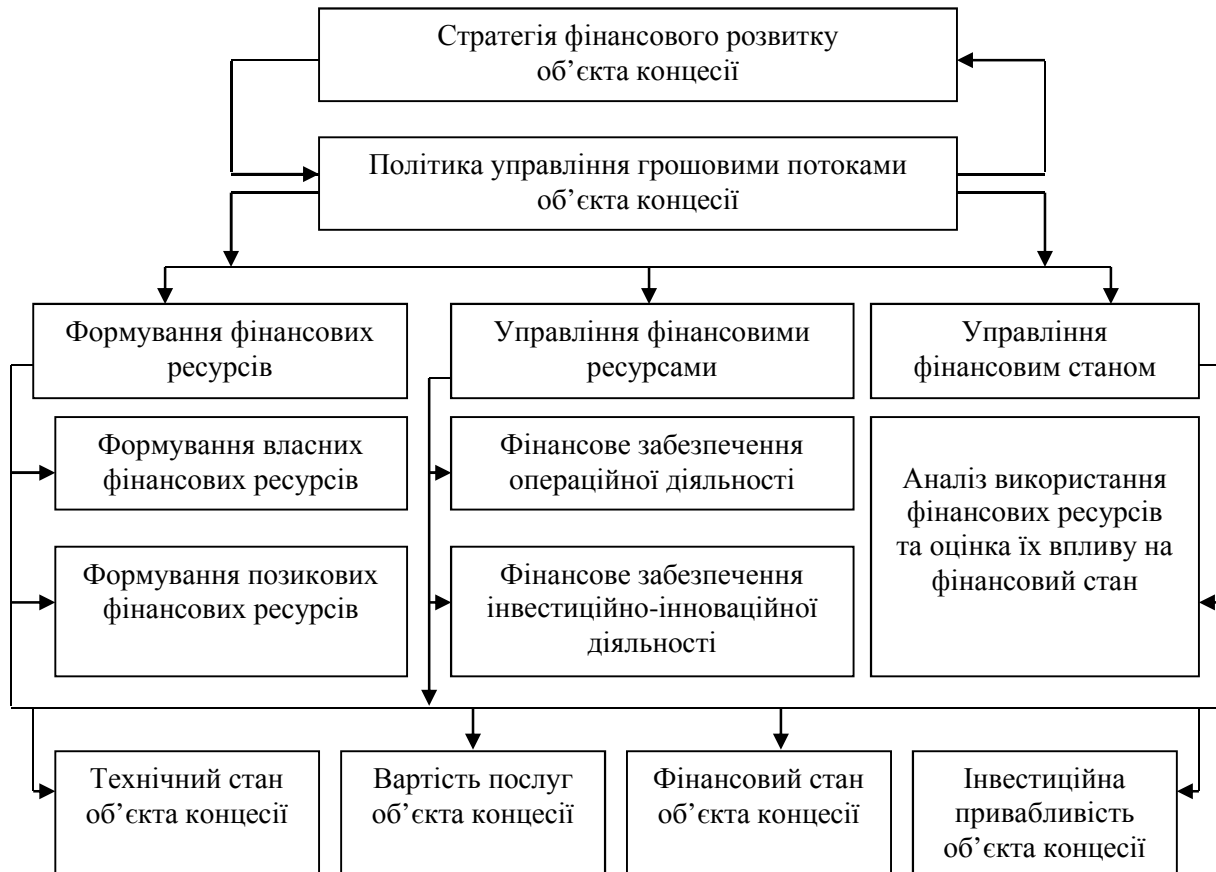 Стратегія фінансового розвитку
об’єкта концесії
Політика управління грошовими потоками
об’єкта концесії
Формування фінансових
ресурсів
Управління фінансовими
ресурсами
Управління
фінансовим станом
Формування власних
фінансових ресурсів
Фінансове забезпечення
операційної діяльності
Аналіз використання
фінансових ресурсів
та оцінка їх впливу на
фінансовий стан
Формування позикових
фінансових ресурсів
Фінансове забезпечення
інвестиційно-інноваційної
діяльності
Технічний стан
об’єкта концесії
Вартість послуг
об’єкта концесії
Фінансовий стан
об’єкта концесії
Інвестиційна
привабливість
об’єкта концесії